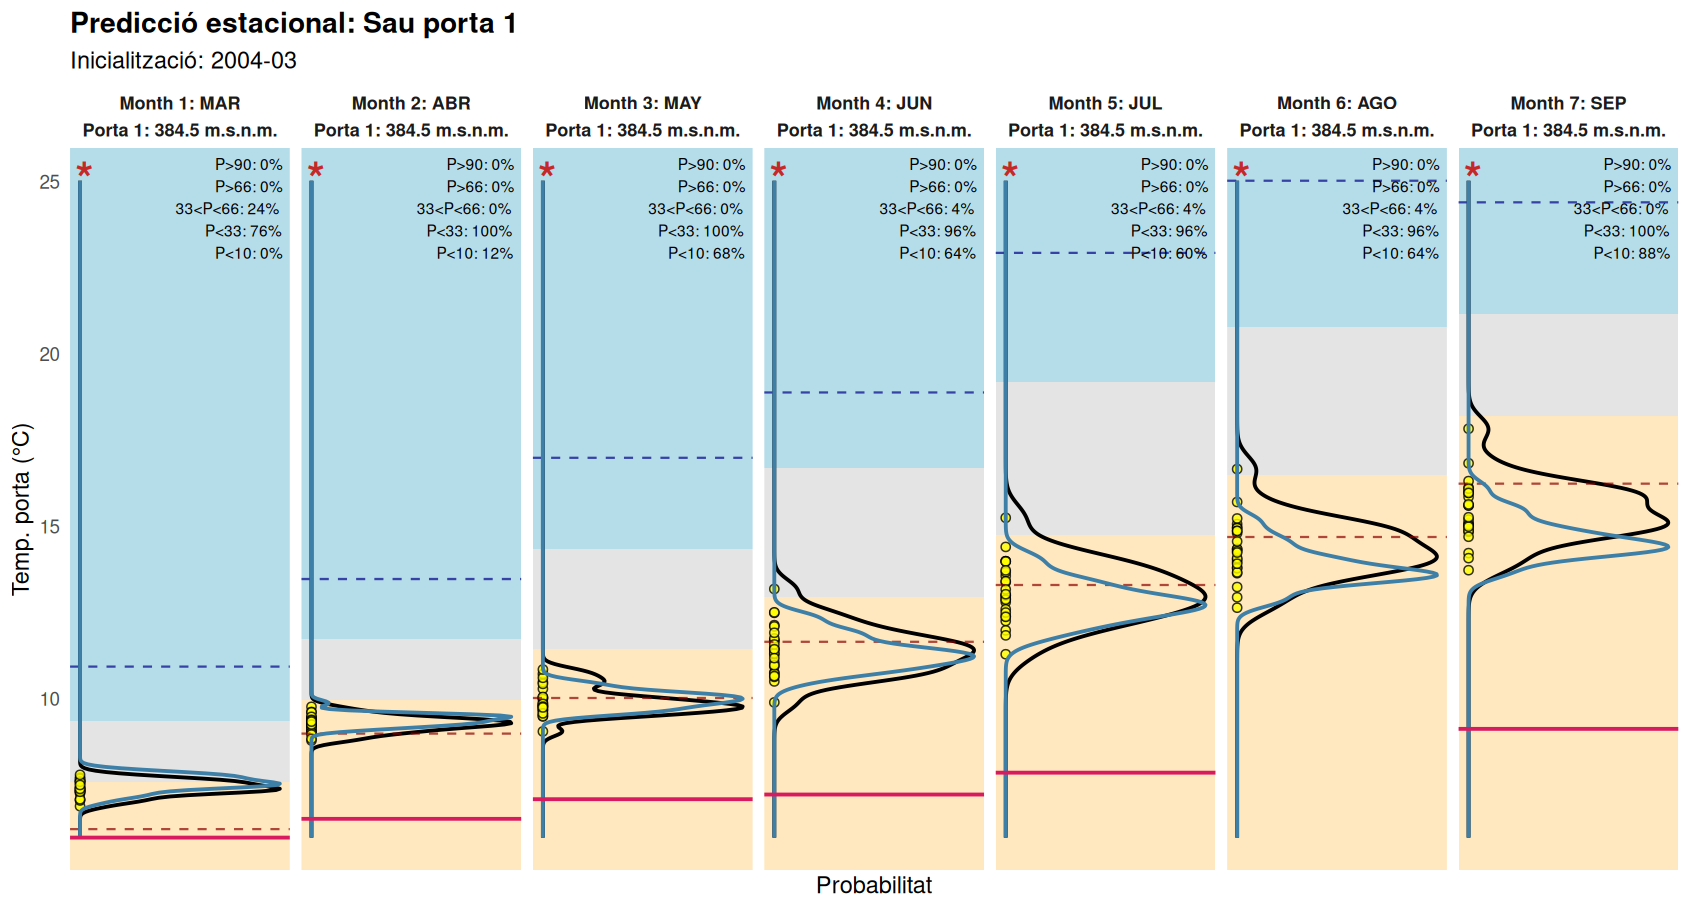 Predicció estacional: Sau porta 1
Inicialització: 2004-03
Month 1: MAR
Porta 1: 384.5 m.s.n.m.
Month 2: ABR
Porta 1: 384.5 m.s.n.m.
Month 3: MAY
Porta 1: 384.5 m.s.n.m.
Month 4: JUN
Porta 1: 384.5 m.s.n.m.
Month 5: JUL
Porta 1: 384.5 m.s.n.m.
Month 6: AGO
Porta 1: 384.5 m.s.n.m.
Month 7: SEP
Porta 1: 384.5 m.s.n.m.
*
P>90: 0%
P>66: 0%
33<P<66: 24%
P<33: 76%
P<10: 0%
*
P>90: 0%
P>66: 0%
33<P<66: 0%
P<33: 100%
P<10: 12%
*
P>90: 0%
P>66: 0%
33<P<66: 0%
P<33: 100%
P<10: 68%
*
P>90: 0%
P>66: 0%
33<P<66: 4%
P<33: 96%
P<10: 64%
*
P>90: 0%
P>66: 0%
33<P<66: 4%
P<33: 96%
P<10: 60%
*
P>90: 0%
P>66: 0%
33<P<66: 4%
P<33: 96%
P<10: 64%
*
P>90: 0%
P>66: 0%
33<P<66: 0%
P<33: 100%
P<10: 88%
25
20
15
10
Temp. porta (°C)
Probabilitat